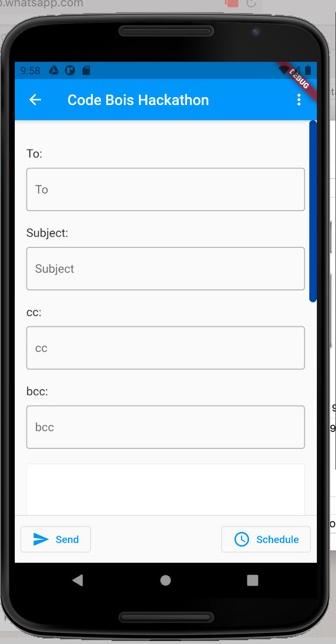 .whatsapp.com
9:58
DEBUG
Code Bois Hackathon
To:
To
Subject:
Subject
cc:
cc
bcc:
bcc
Send
Schedule